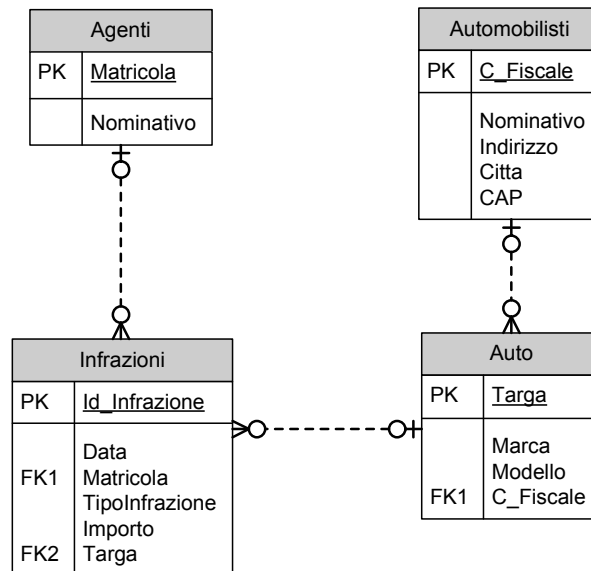 Agenti
PK Matricola
Nominativo
Automobilisti
PK C_Fiscale
Nominativo
Indirizzo
Citta
CAP
Infrazioni
PK Id_Infrazione
Data
FK1 Matricola
TipoInfrazione
Importo
FK2 Targa
Auto
PK Targa
Marca
Modello
FK1 C_Fiscale